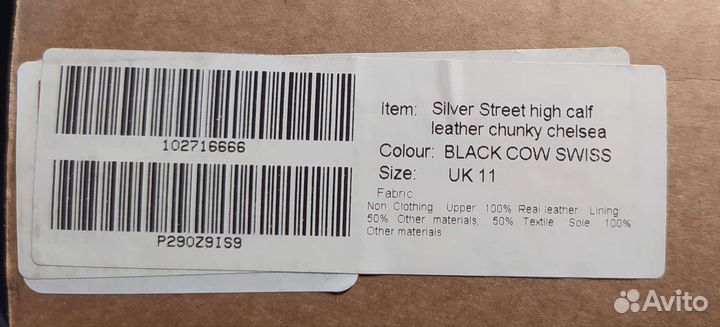 102716666
P290Z9IS9
Item: Silver Street high calf
leather chunky chelsea
Colour: BLACK COW SWISS
Size: UK 11
Fabric
Non Clothing Upper 100% Real leather Lining
50% Other materials, 50% Textile Sole 100%
Other materials
Avito